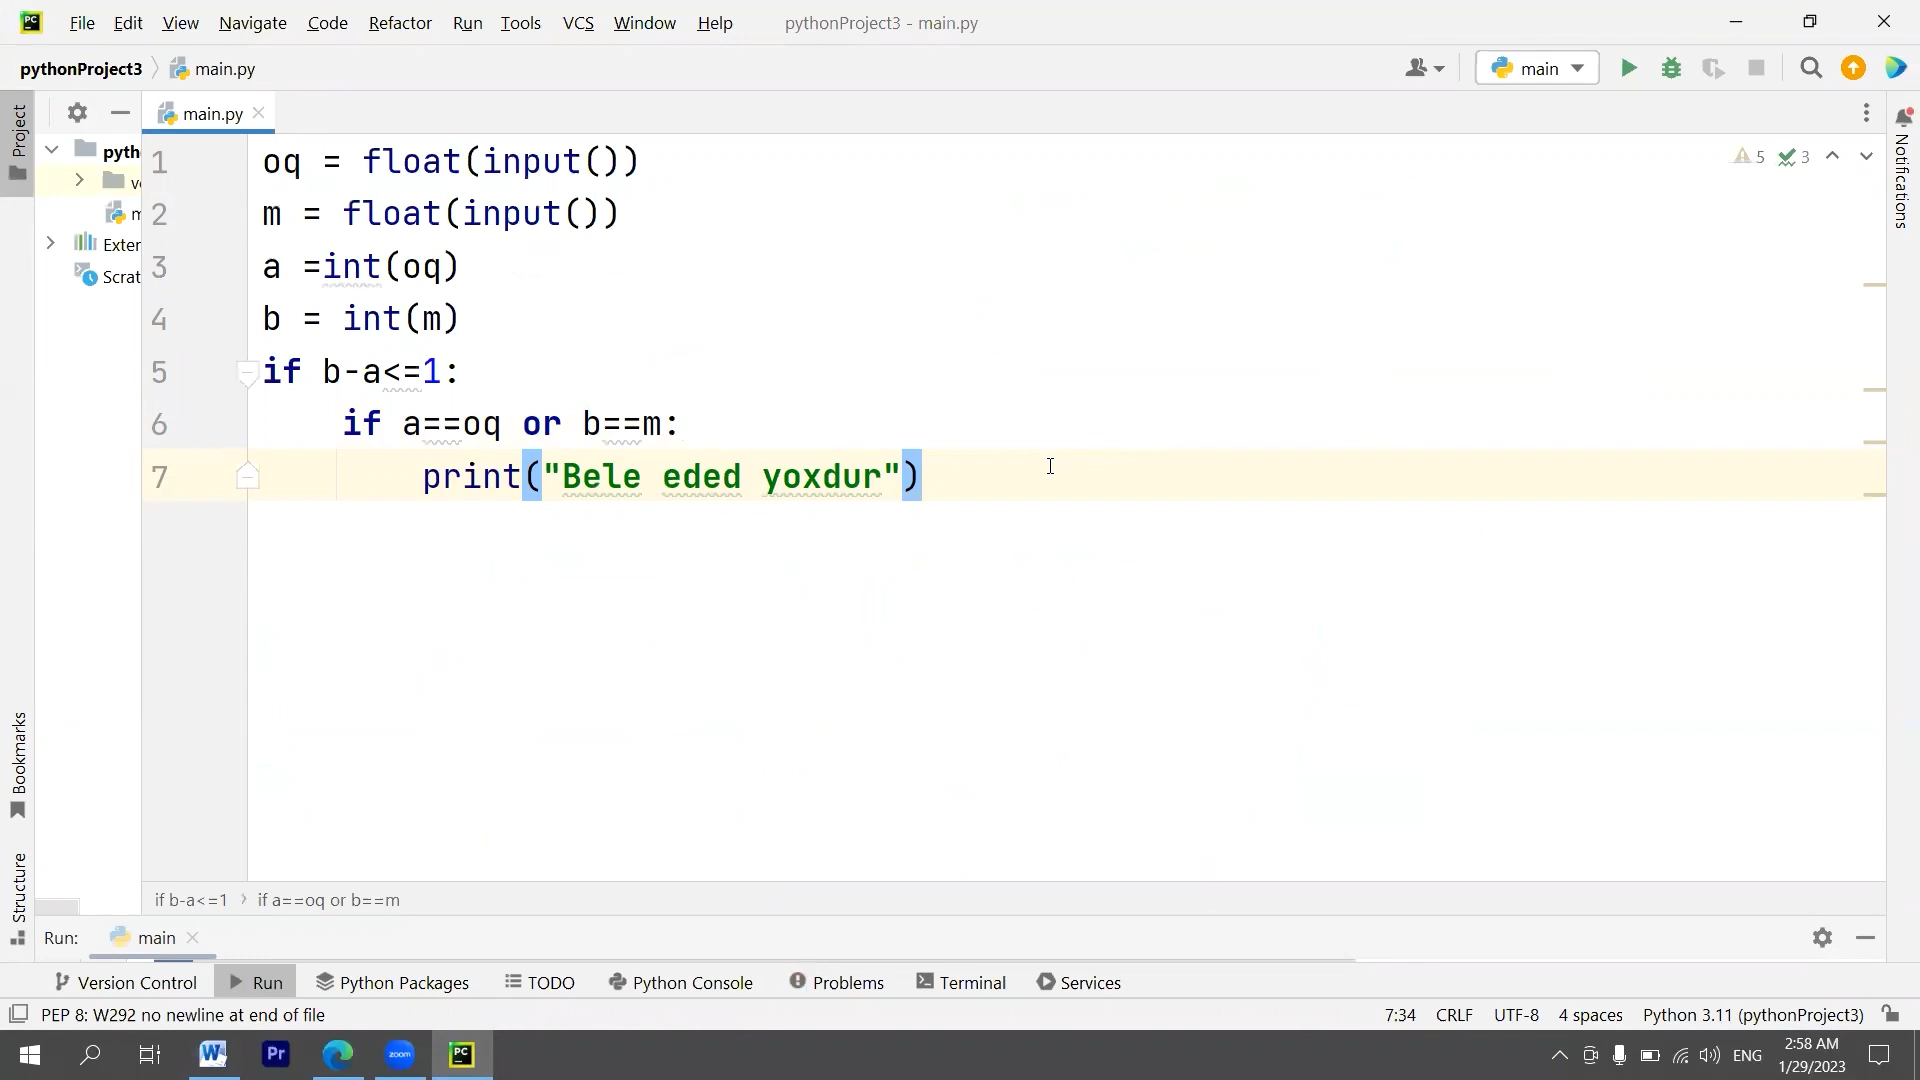 PC File Edit View Navigate Code Refactor Run Tools VCS Window Help pythonProject3 - main.py
pythonProject3 main.py main
Project
main.py
pyth
Exter
Scrat
1 oq = float(input())
2 m = float(input())
3 a =int(oq)
4 b = int(m)
5 if b-a<=1:
6 if a==oq or b==m:
7 print("Bele eded yoxdur")
5 3
Notifications
Bookmarks
Structure
if b-a<=1 › if a==oq or b==m
Run: main
Version Control Run Python Packages TODO Python Console Problems Terminal Services
PEP 8: W292 no newline at end of file 7:34 CRLF UTF-8 4 spaces Python 3.11 (pythonProject3)
W Pr zoom PC ENG 2:58 AM
1/29/2023